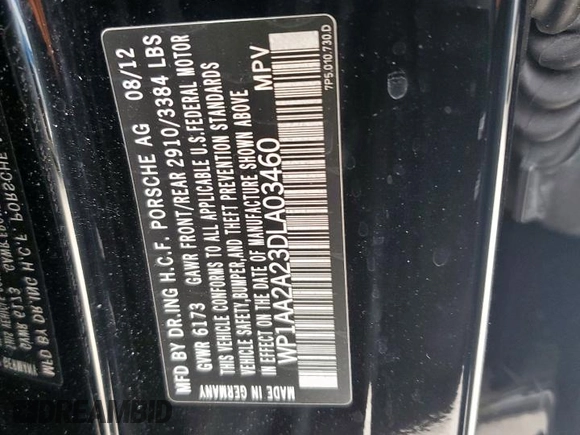 MFD BY DR.ING H.C.F. PORSCHE AG 08/12
GVWR 6173 GAWR FRONT/REAR 2910/3384 LBS
THIS VEHICLE CONFORMS TO ALL APPLICABLE U.S.FEDERAL MOTOR
VEHICLE SAFETY,BUMPER,AND THEFT PREVENTION STANDARDS
IN EFFECT ON THE DATE OF MANUFACTURE SHOWN ABOVE
WP1AA2A23DLA03460 MPV
MADE IN GERMANY
7P5.010.730.D
DREAMBID